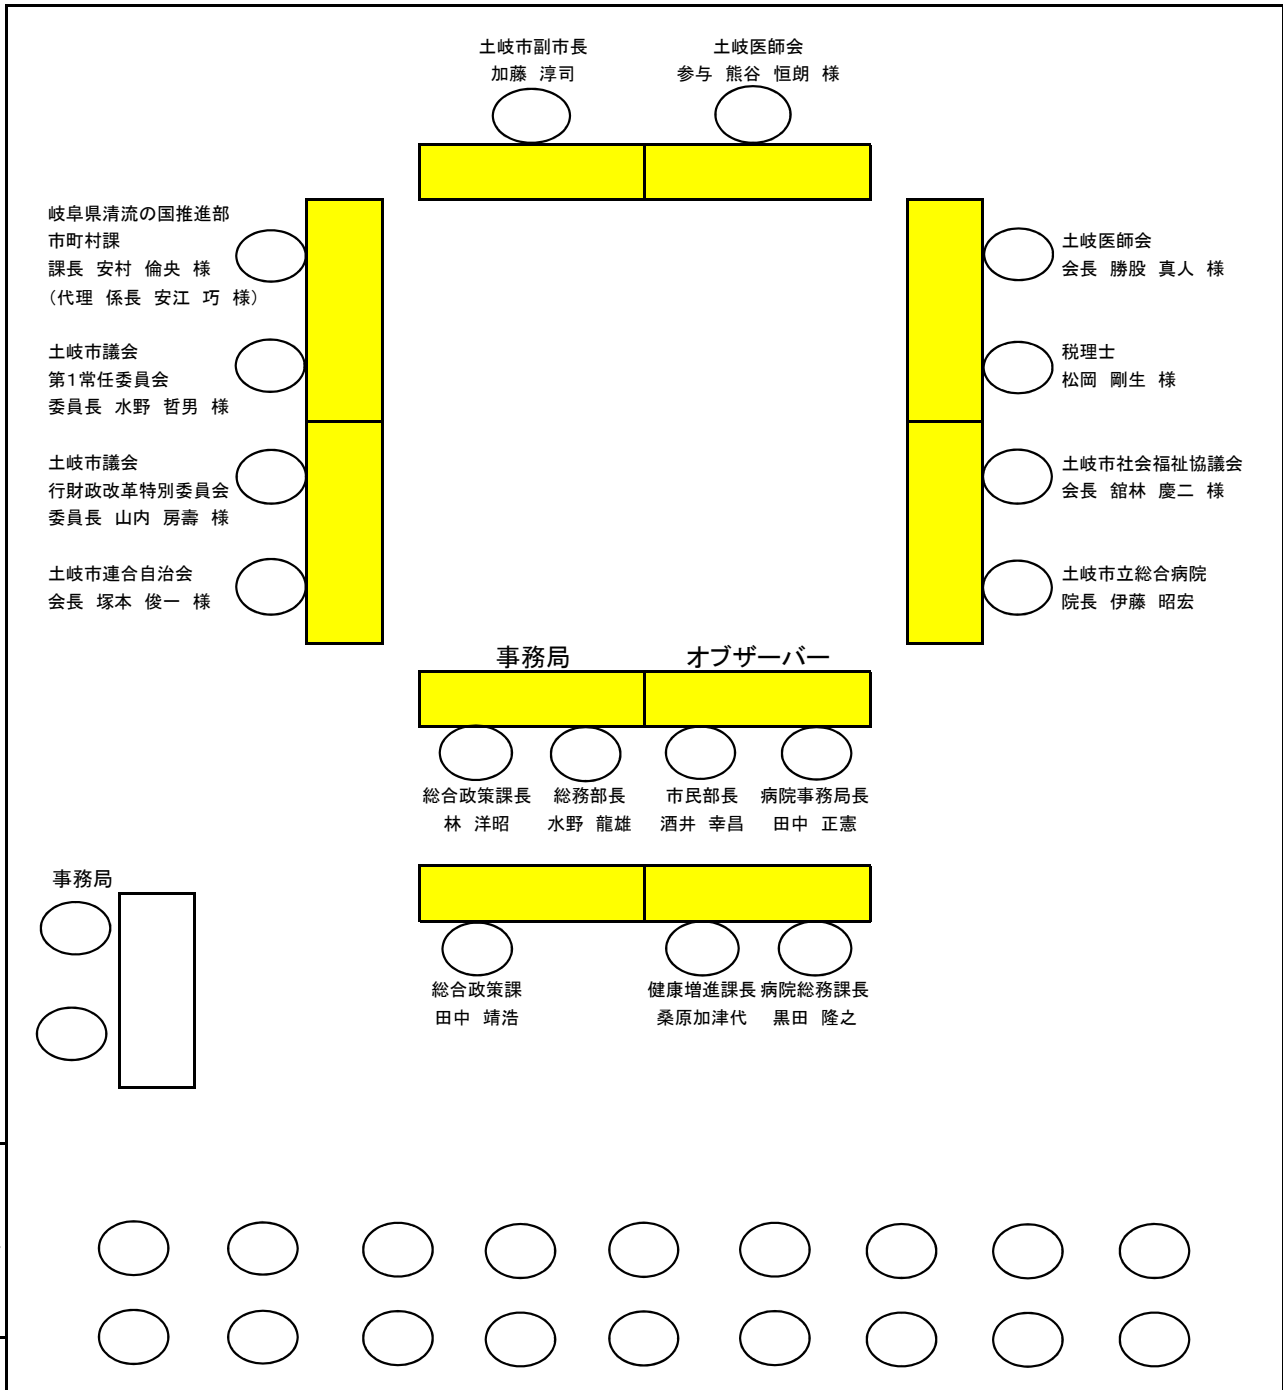 土岐市副市長
加藤 淳司
土岐医師会
参与 熊谷 恒朗 様
岐阜県清流の国推進部
市町村課
課長 安村 倫央 様
（代理 係長 安江 巧 様）
土岐市議会
第1常任委員会
委員長 水野 哲男 様
土岐市議会
行財政改革特別委員会
委員長 山内 房壽 様
土岐市連合自治会
会長 塚本 俊一 様
土岐医師会
会長 勝股 真人 様
税理士
松岡 剛生 様
土岐市社会福祉協議会
会長 舘林 慶二 様
土岐市立総合病院
院長 伊藤 昭宏
事務局
オブザーバー
総合政策課長
林 洋昭
総務部長
水野 龍雄
市民部長
酒井 幸昌
病院事務局長
田中 正憲
総合政策課
田中 靖浩
健康増進課長
桑原加津代
病院総務課長
黒田 隆之
事務局